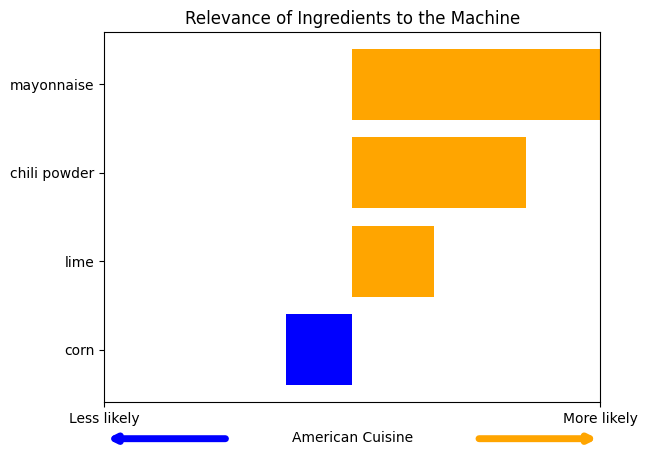 Relevance of Ingredients to the Machine
mayonnaise
chili powder
lime
corn
Less likely
More likely
American Cuisine